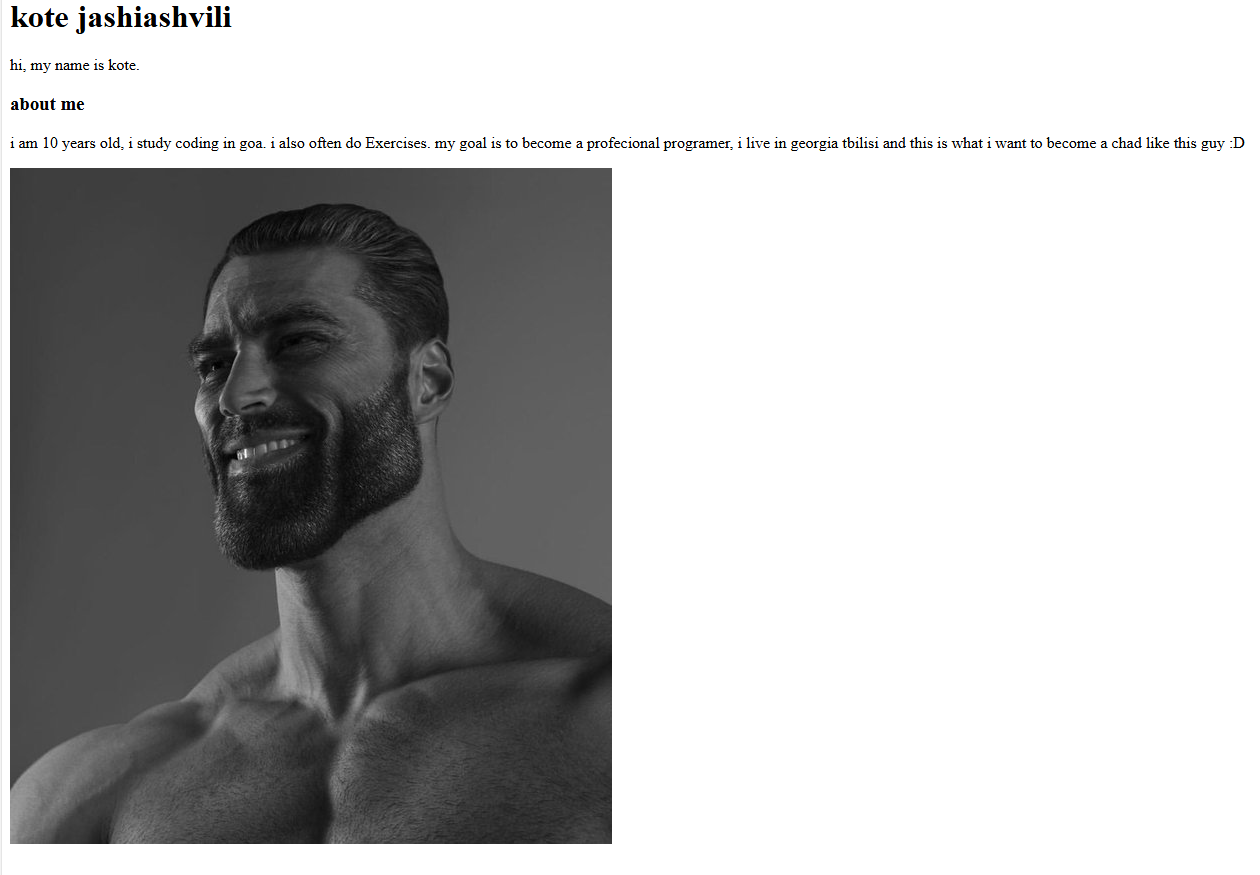 kote jashiashvili
hi, my name is kote.
about me
i am 10 years old, i study coding in goa. i also often do Exercises. my goal is to become a profecional programer, i live in georgia tbilisi and this is what i want to become a chad like this guy :D